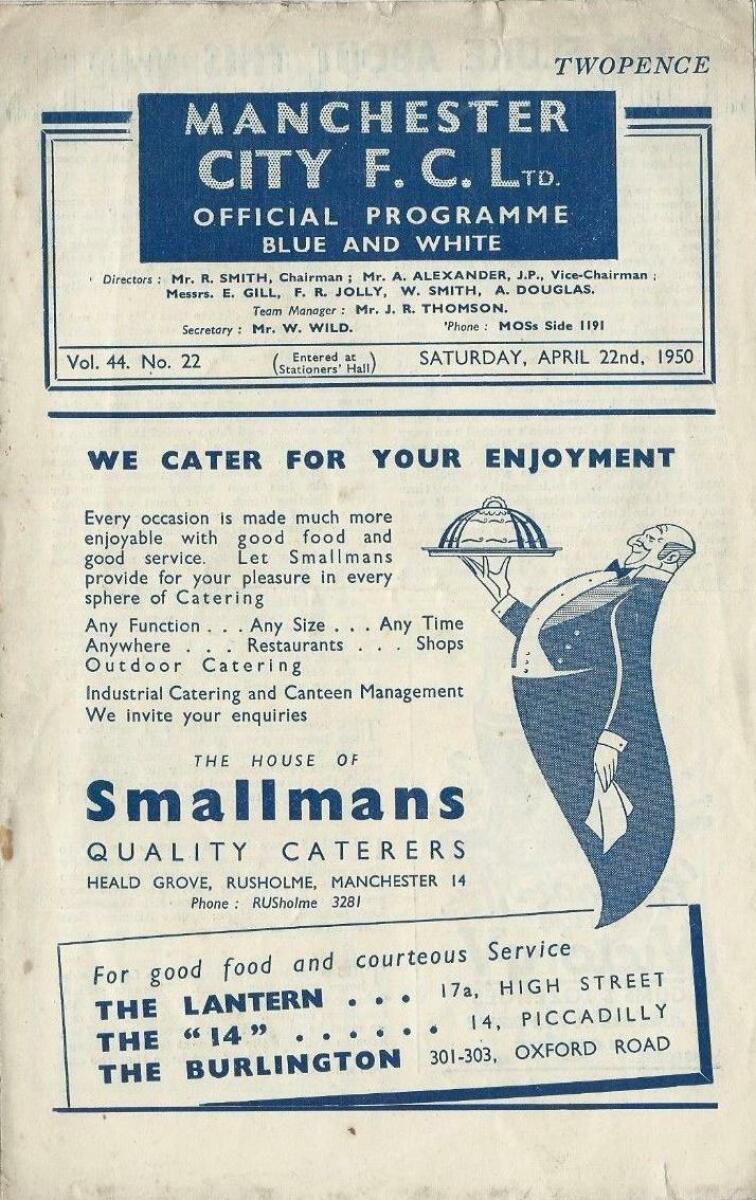 TWOPENCE
MANCHESTER
CITY F. C. LTD.
OFFICIAL PROGRAMME
BLUE AND WHITE
Directors : Mr. R. SMITH, Chairman ; Mr. A. ALEXANDER, J.P., Vice-Chairman ;
Messrs. E. GILL, F. R. JOLLY, W. SMITH, A. DOUGLAS.
Team Manager : Mr. J. R. THOMSON.
Secretary : Mr. W. WILD. 'Phone : MOSs Side 1191
Vol. 44. No. 22 (Entered at Stationers' Hall) SATURDAY, APRIL 22nd, 1950
WE CATER FOR YOUR ENJOYMENT
Every occasion is made much more
enjoyable with good food and
good service. Let Smallmans
provide for your pleasure in every
sphere of Catering
Any Function . . . Any Size . . . Any Time
Anywhere . . . Restaurants . . . Shops
Outdoor Catering
Industrial Catering and Canteen Management
We invite your enquiries
THE HOUSE OF
Smallmans
QUALITY CATERERS
HEALD GROVE, RUSHOLME, MANCHESTER 14
Phone : RUSholme 3281
For good food and courteous Service
THE LANTERN . . . 17a, HIGH STREET
THE "14" . . . . . . 14, PICCADILLY
THE BURLINGTON 301-303, OXFORD ROAD